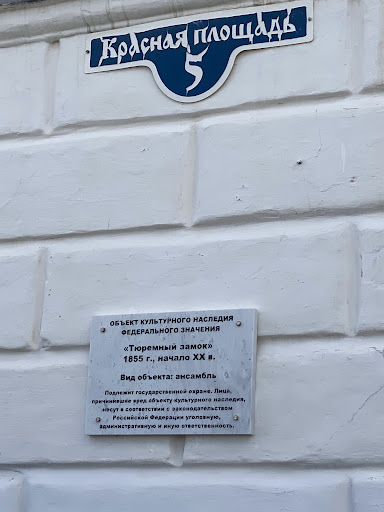 Красная площадь
5
ОБЪЕКТ КУЛЬТУРНОГО НАСЛЕДИЯ
ФЕДЕРАЛЬНОГО ЗНАЧЕНИЯ
«Тюремный замок»
1855 г., начало XX в.
Вид объекта: ансамбль
Подлежит государственной охране. Лица,
причинившие вред объекту культурного наследия,
несут в соответствии с законодательством
Российской Федерации уголовную,
административную и иную ответственность.